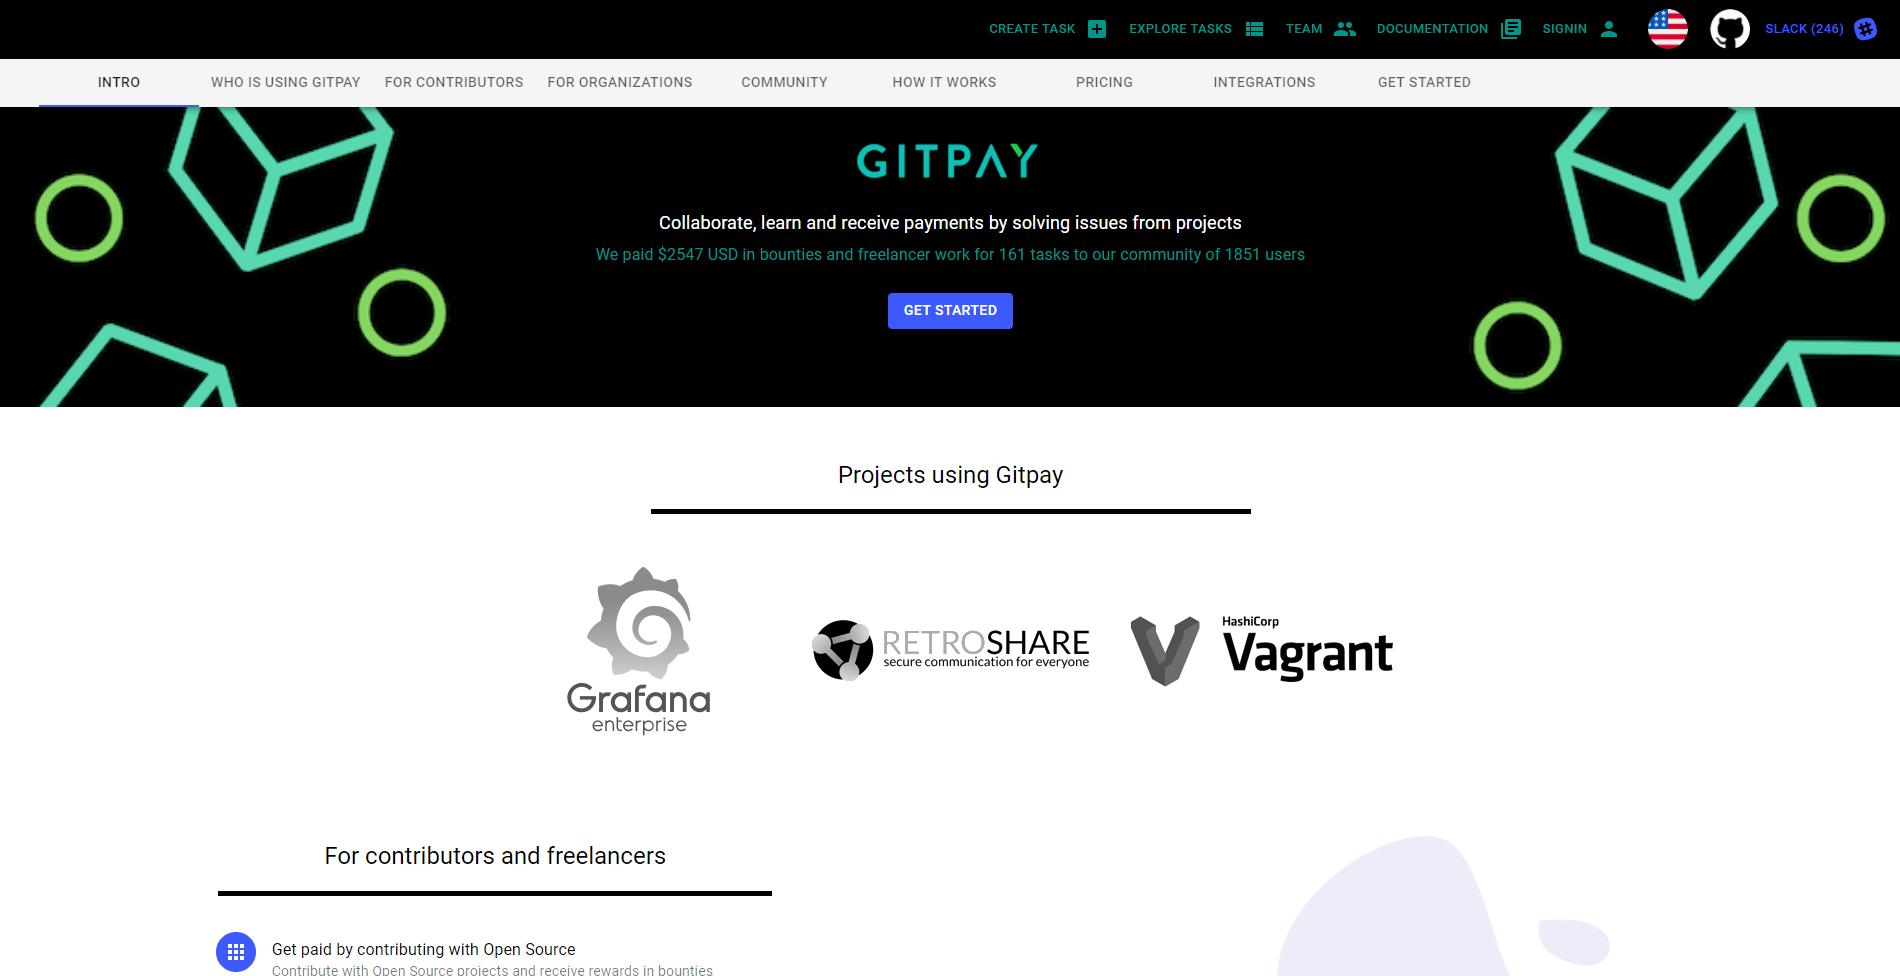 CREATE TASK EXPLORE TASKS TEAM DOCUMENTATION SIGNIN SLACK (246)
INTRO WHO IS USING GITPAY FOR CONTRIBUTORS FOR ORGANIZATIONS COMMUNITY HOW IT WORKS PRICING INTEGRATIONS GET STARTED
GITPAY
Collaborate, learn and receive payments by solving issues from projects
We paid $2547 USD in bounties and freelancer work for 161 tasks to our community of 1851 users
GET STARTED
Projects using Gitpay
Grafana
enterprise
RETROSHARE
secure communication for everyone
HashiCorp
Vagrant
For contributors and freelancers
Get paid by contributing with Open Source
Contribute with Open Source projects and receive rewards in bounties